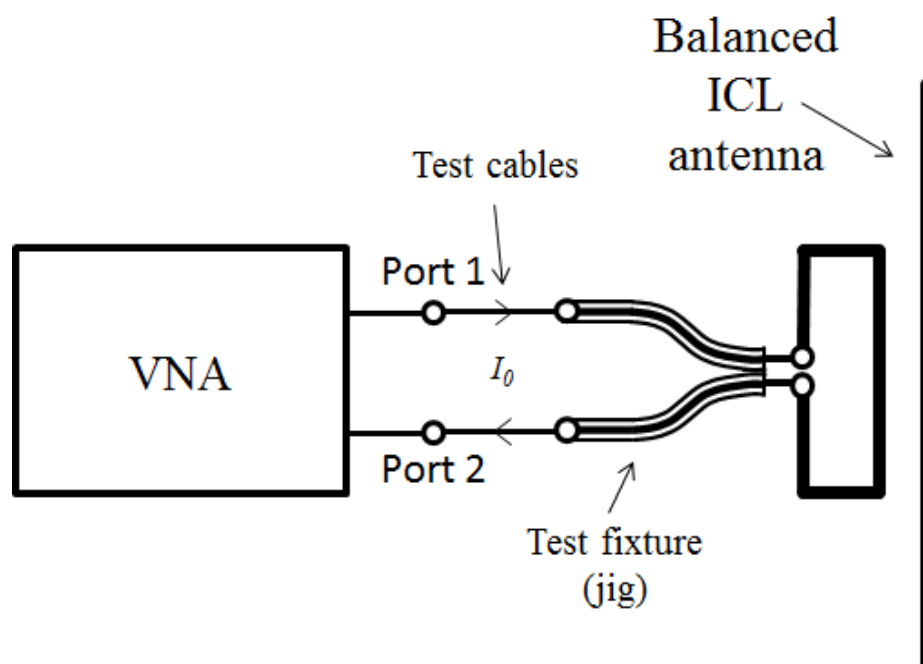 Balanced
ICL
antenna
Test cables
Port 1
VNA
I0
Port 2
Test fixture
(jig)